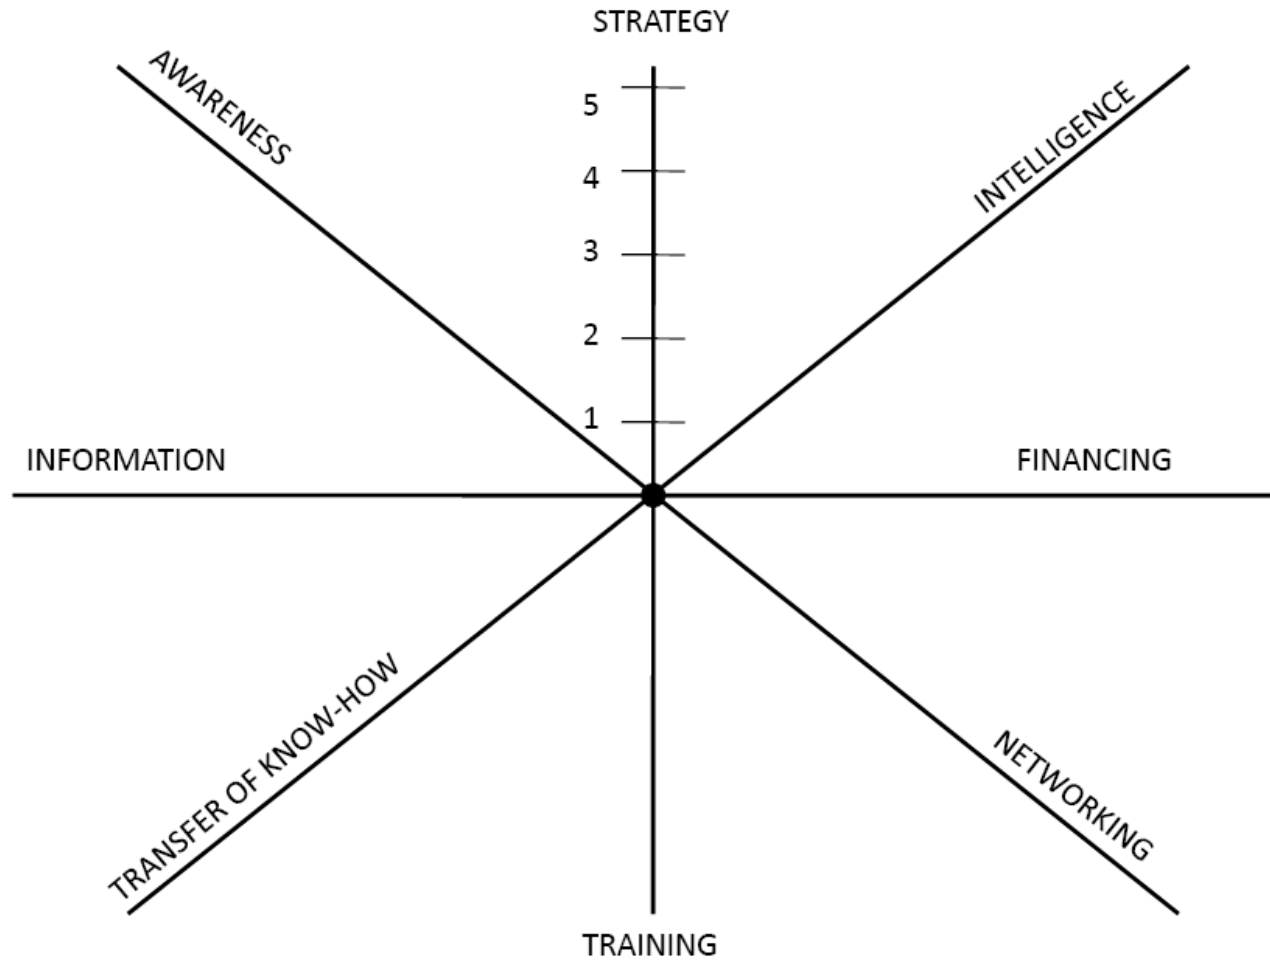 STRATEGY
AWARENESS
INTELLIGENCE
5
4
3
2
1
INFORMATION
FINANCING
TRANSFER OF KNOW-HOW
NETWORKING
TRAINING